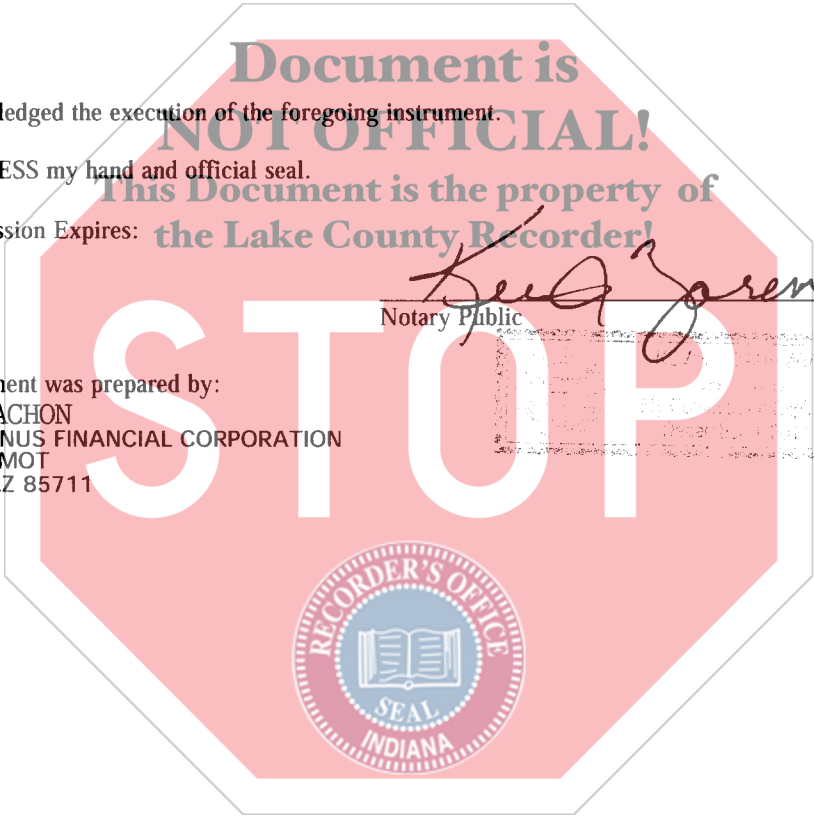 Document is
ledged the execution of the foregoing instrument.
NOT OFFICIAL!
ESS my hand and official seal.
This Document is the property of
ssion Expires:
the Lake County Recorder!
Notary Public
STOP
ent was prepared by:
ACHON
NUS FINANCIAL CORPORATION
MOT
Z 85711
RECORDER'S OFFICE
SEAL
INDIANA